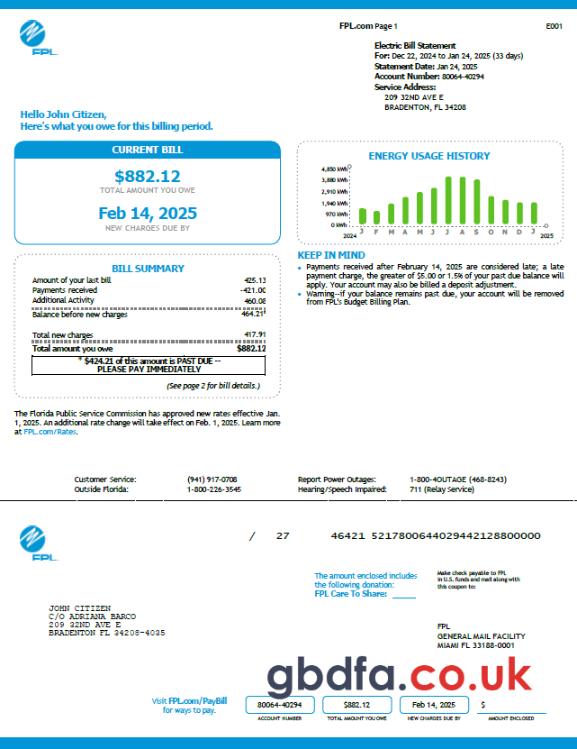 FPL.com Page 1
E001
FPL
Electric Bill Statement
For: Dec 22, 2024 to Jan 24, 2025 (33 days)
Statement Date: Jan 24, 2025
Account Number: 80064-40294
Service Address:
209 32ND AVE E
BRADENTON, FL 34208
Hello John Citizen,
Here's what you owe for this billing period.
CURRENT BILL
$882.12
TOTAL AMOUNT YOU OWE
Feb 14, 2025
NEW CHARGES DUE BY
ENERGY USAGE HISTORY
4,850 kWh
3,880 kWh
2,910 kWh
1,940 kWh
970 kWh
0 kWh
J F M A M J J A S O N D J
2024
2025
KEEP IN MIND
• Payments received after February 14, 2025 are considered late; a late
payment charge, the greater of $5.00 or 1.5% of your past due balance will
apply. Your account may also be billed a deposit adjustment.
• Warning--if your balance remains past due, your account will be removed
from FPL's Budget Billing Plan.
BILL SUMMARY
Amount of your last bill 425.13
Payments received -421.00
Additional Activity 460.08
Balance before new charges 464.21*
Total new charges 417.91
Total amount you owe $882.12
* $424.21 of this amount is PAST DUE --
PLEASE PAY IMMEDIATELY
(See page 2 for bill details.)
The Florida Public Service Commission has approved new rates effective Jan.
1, 2025. An additional rate change will take effect on Feb. 1, 2025. Learn more
at FPL.com/Rates.
Customer Service: (941) 917-0708
Outside Florida: 1-800-226-3545
Report Power Outages: 1-800-4OUTAGE (468-8243)
Hearing/Speech Impaired: 711 (Relay Service)
/ 27 46421 5217800644029442128800000
FPL
The amount enclosed includes
the following donation:
FPL Care To Share: ____
Make check payable to FPL
in U.S. funds and mail along with
this coupon to:
JOHN CITIZEN
C/O ADRIANA BARCO
209 32ND AVE E
BRADENTON FL 34208-4035
FPL
GENERAL MAIL FACILITY
MIAMI FL 33188-0001
gbdfa.co.uk
Visit FPL.com/PayBill
for ways to pay.
80064-40294
ACCOUNT NUMBER
$882.12
TOTAL AMOUNT YOU OWE
Feb 14, 2025
NEW CHARGES DUE BY
$
AMOUNT ENCLOSED